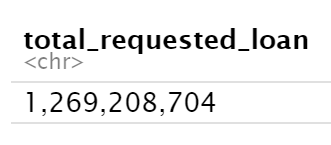 total_requested_loan
<chr>
1,269,208,704